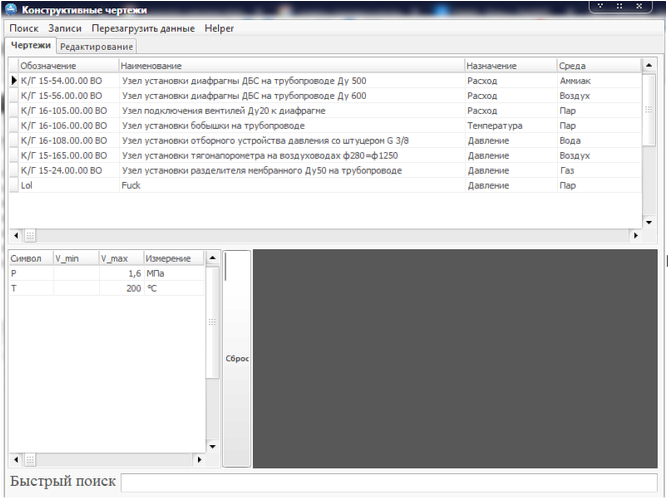 Конструктивные чертежи
Поиск Записи Перезагрузить данные Helper
Чертежи Редактирование
Обозначение Наименование Назначение Среда
К/Г 15-54.00.00 ВО Узел установки диафрагмы ДБС на трубопроводе Ду 500 Расход Аммиак
К/Г 15-56.00.00 ВО Узел установки диафрагмы ДБС на трубопроводе Ду 600 Расход Воздух
К/Г 16-105.00.00 ВО Узел подключения вентилей Ду20 к диафрагме Расход Пар
К/Г 16-106.00.00 ВО Узел установки бобышки на трубопроводе Температура Пар
К/Г 16-108.00.00 ВО Узел установки отборного устройства давления со штуцером G 3/8 Давление Вода
К/Г 15-165.00.00 ВО Узел установки тягонапорометра на воздуховодах ф280=ф1250 Давление Воздух
К/Г 15-24.00.00 ВО Узел установки разделителя мембранного Ду50 на трубопроводе Давление Газ
Lol Fuck Давление Пар
Символ V_min V_max Измерение
P 1,6 МПа
T 200 °C
Сброс
Быстрый поиск